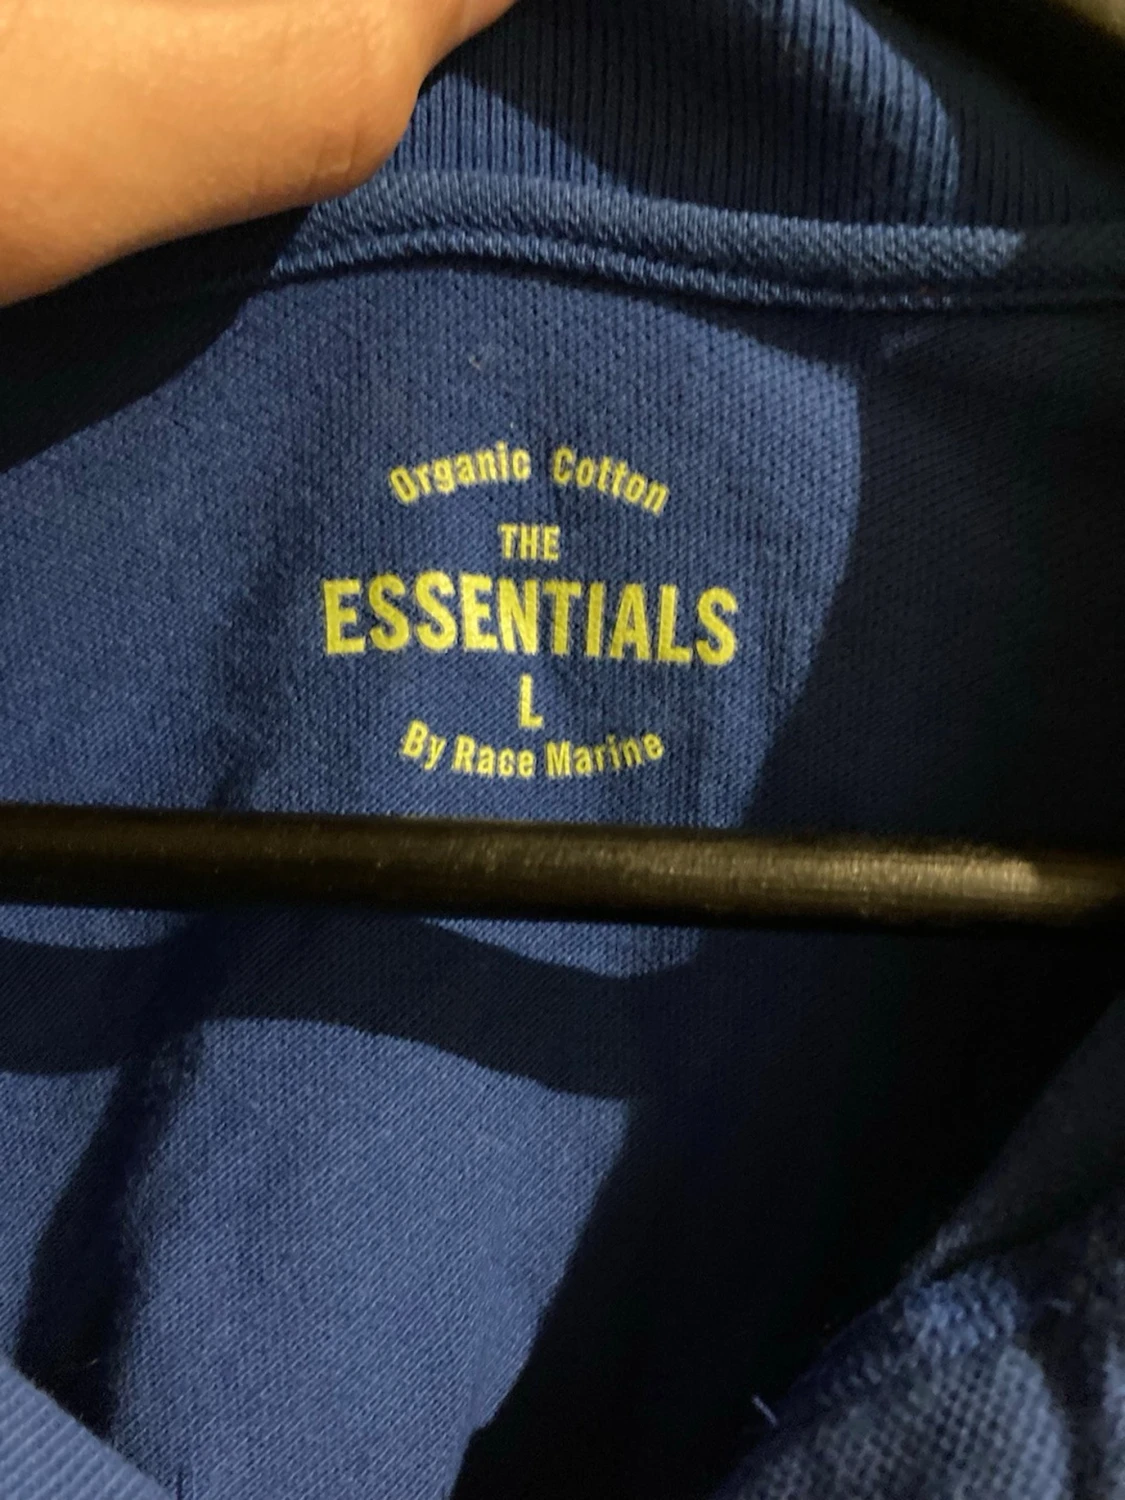 Organic Cotton
THE
ESSENTIALS
L
By Race Marine